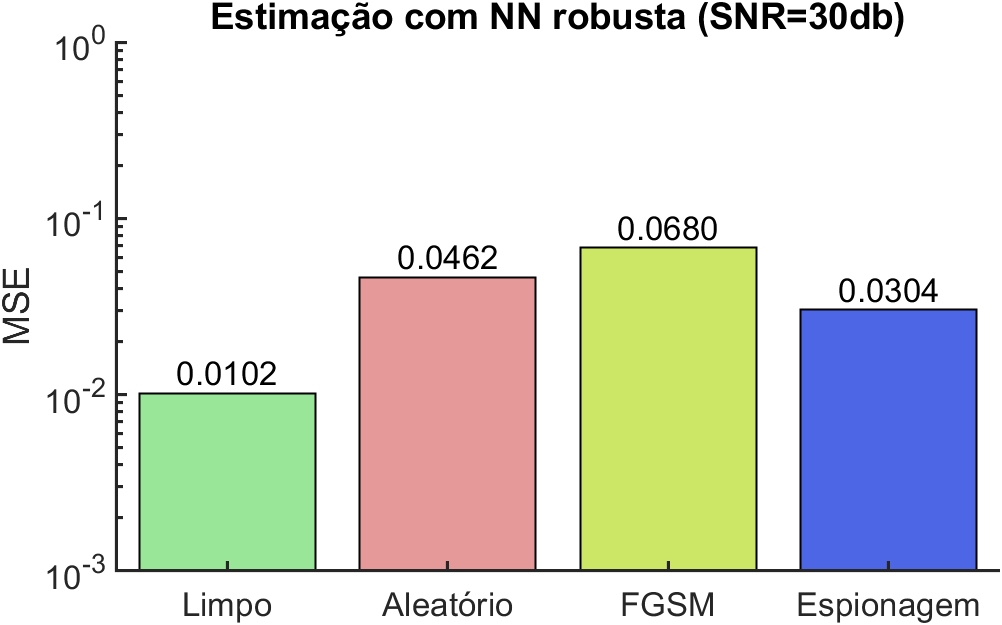 Estimação com NN robusta (SNR=30db)
MSE
10^0
10^-1
10^-2
10^-3
0.0102
0.0462
0.0680
0.0304
Limpo
Aleatório
FGSM
Espionagem